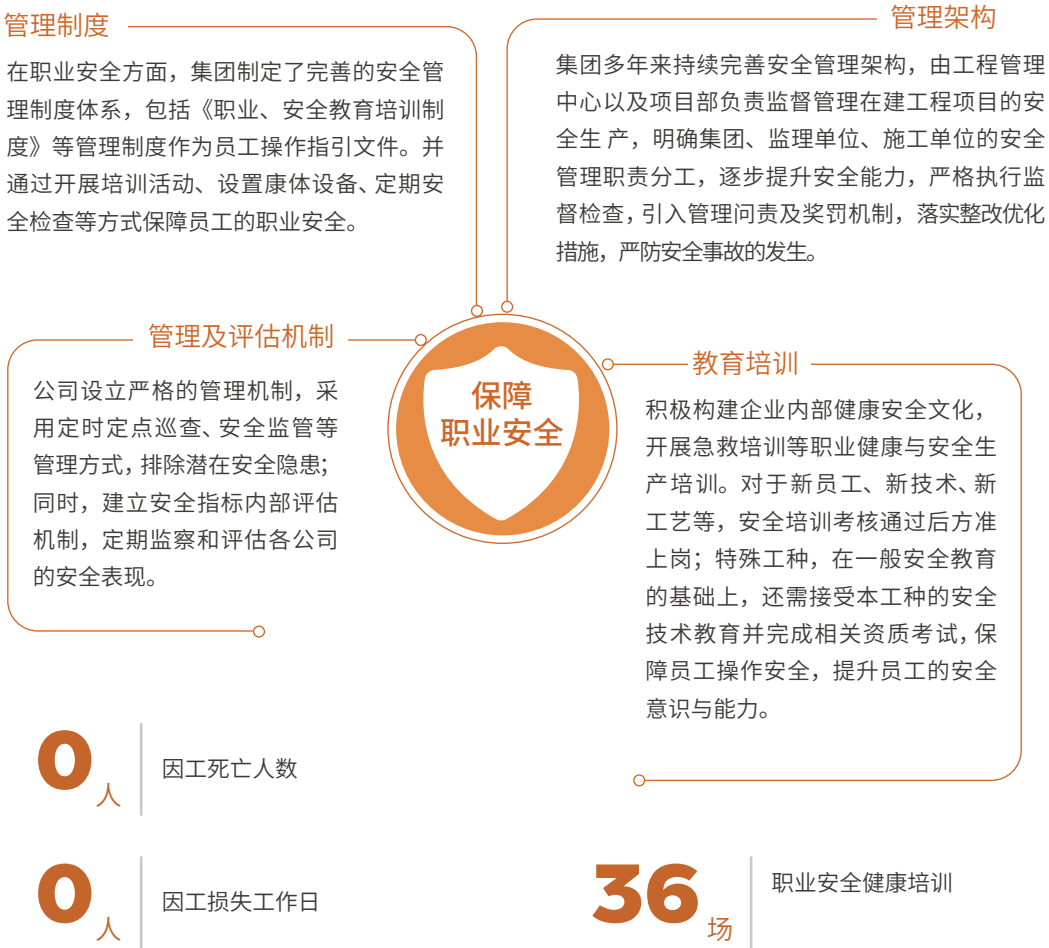 管理制度
在职业安全方面，集团制定了完善的安全管
理制度体系，包括《职业、安全教育培训制
度》等管理制度作为员工操作指引文件。并
通过开展培训活动、设置康体设备、定期安
全检查等方式保障员工的职业安全。
管理架构
集团多年来持续完善安全管理架构，由工程管理
中心以及项目部负责监督管理在建工程项目的安
全生 产，明确集团、监理单位、施工单位的安全
管理职责分工，逐步提升安全能力，严格执行监
督检查，引入管理问责及奖罚机制，落实整改优化
措施，严防安全事故的发生。
管理及评估机制
公司设立严格的管理机制，采
用定时定点巡查、安全监管等
管理方式，排除潜在安全隐患；
同时，建立安全指标内部评估
机制，定期监察和评估各公司
的安全表现。
保障
职业安全
教育培训
积极构建企业内部健康安全文化，
开展急救培训等职业健康与安全生
产培训。对于新员工、新技术、新
工艺等，安全培训考核通过后方准
上岗；特殊工种，在一般安全教育
的基础上，还需接受本工种的安全
技术教育并完成相关资质考试，保
障员工操作安全，提升员工的安全
意识与能力。
0人 因工死亡人数
0人 因工损失工作日
36场 职业安全健康培训